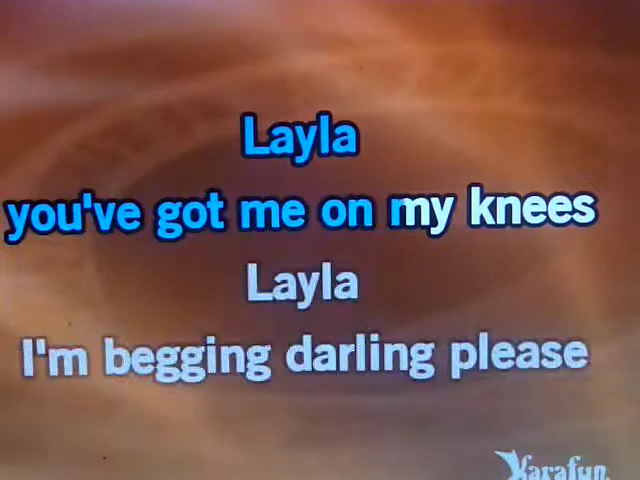 Layla
you've got me on my knees
Layla
I'm begging darling please
Karafun